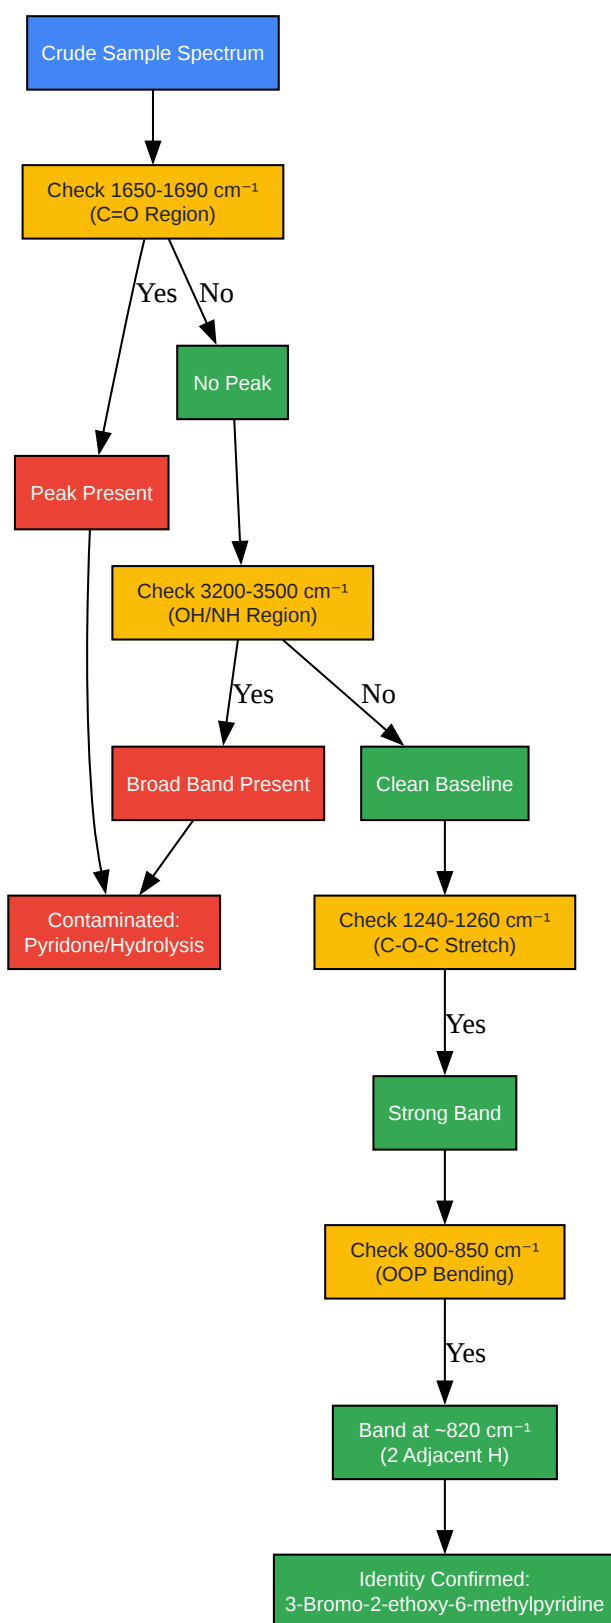 Crude Sample Spectrum
Check 1650-1690 cm⁻¹
(C=O Region)
Yes
No
No Peak
Peak Present
Check 3200-3500 cm⁻¹
(OH/NH Region)
Yes
No
Broad Band Present
Clean Baseline
Contaminated:
Pyridone/Hydrolysis
Check 1240-1260 cm⁻¹
(C-O-C Stretch)
Yes
Strong Band
Check 800-850 cm⁻¹
(OOP Bending)
Yes
Band at ~820 cm⁻¹
(2 Adjacent H)
Identity Confirmed:
3-Bromo-2-ethoxy-6-methylpyridine